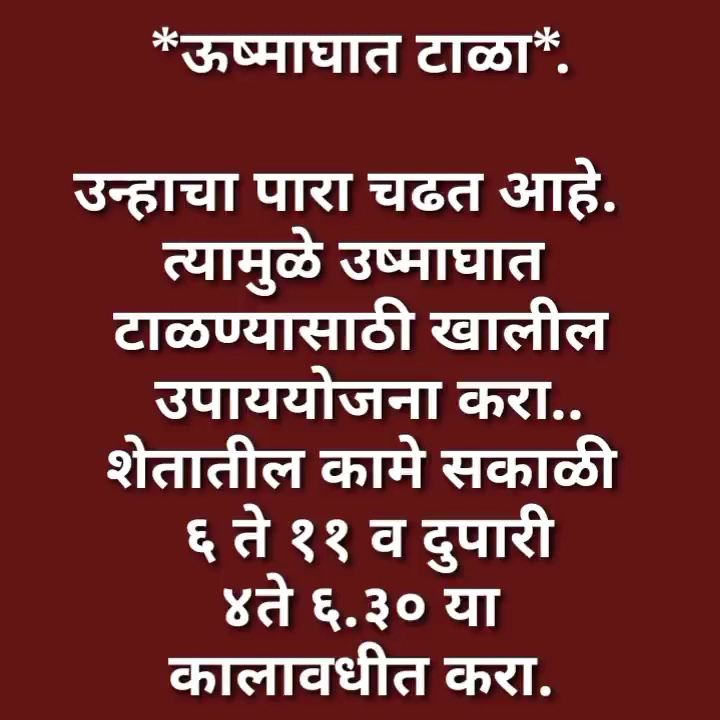 *ऊष्माघात टाळा*.
उन्हाचा पारा चढत आहे.
त्यामुळे उष्माघात
टाळण्यासाठी खालील
उपाययोजना करा..
शेतातील कामे सकाळी
६ ते ११ व दुपारी
४ते ६.३० या
कालावधीत करा.